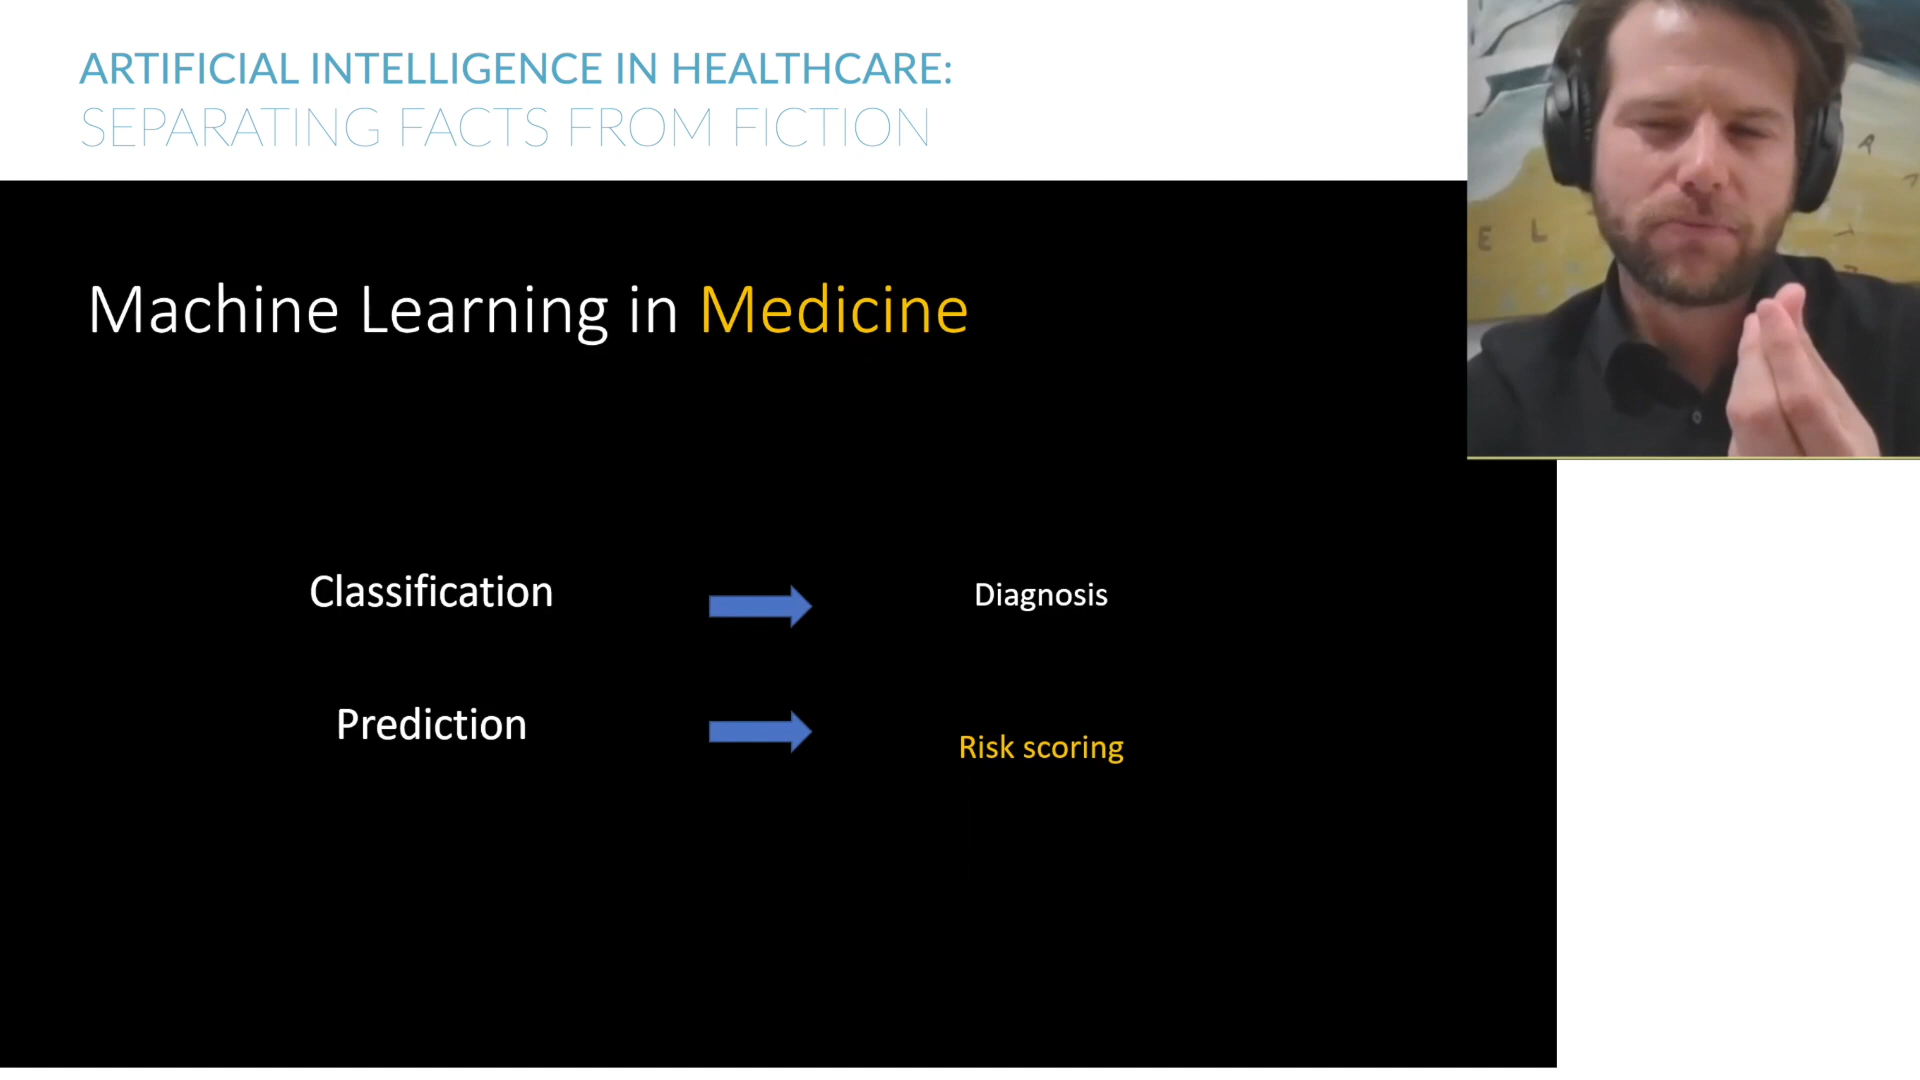 ARTIFICIAL INTELLIGENCE IN HEALTHCARE:
SEPARATING FACTS FROM FICTION
Machine Learning in Medicine
Classification
Diagnosis
Prediction
Risk scoring
E L